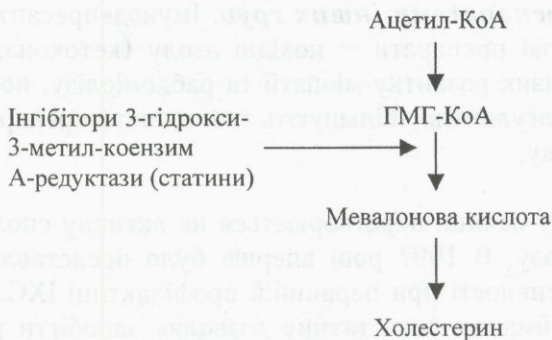 Ацетил-КоА
ГМГ-КоА
Інгібітори 3-гідрокси-
3-метил-коензим
А-редуктази (статини)
Мевалонова кислота
Холестерин